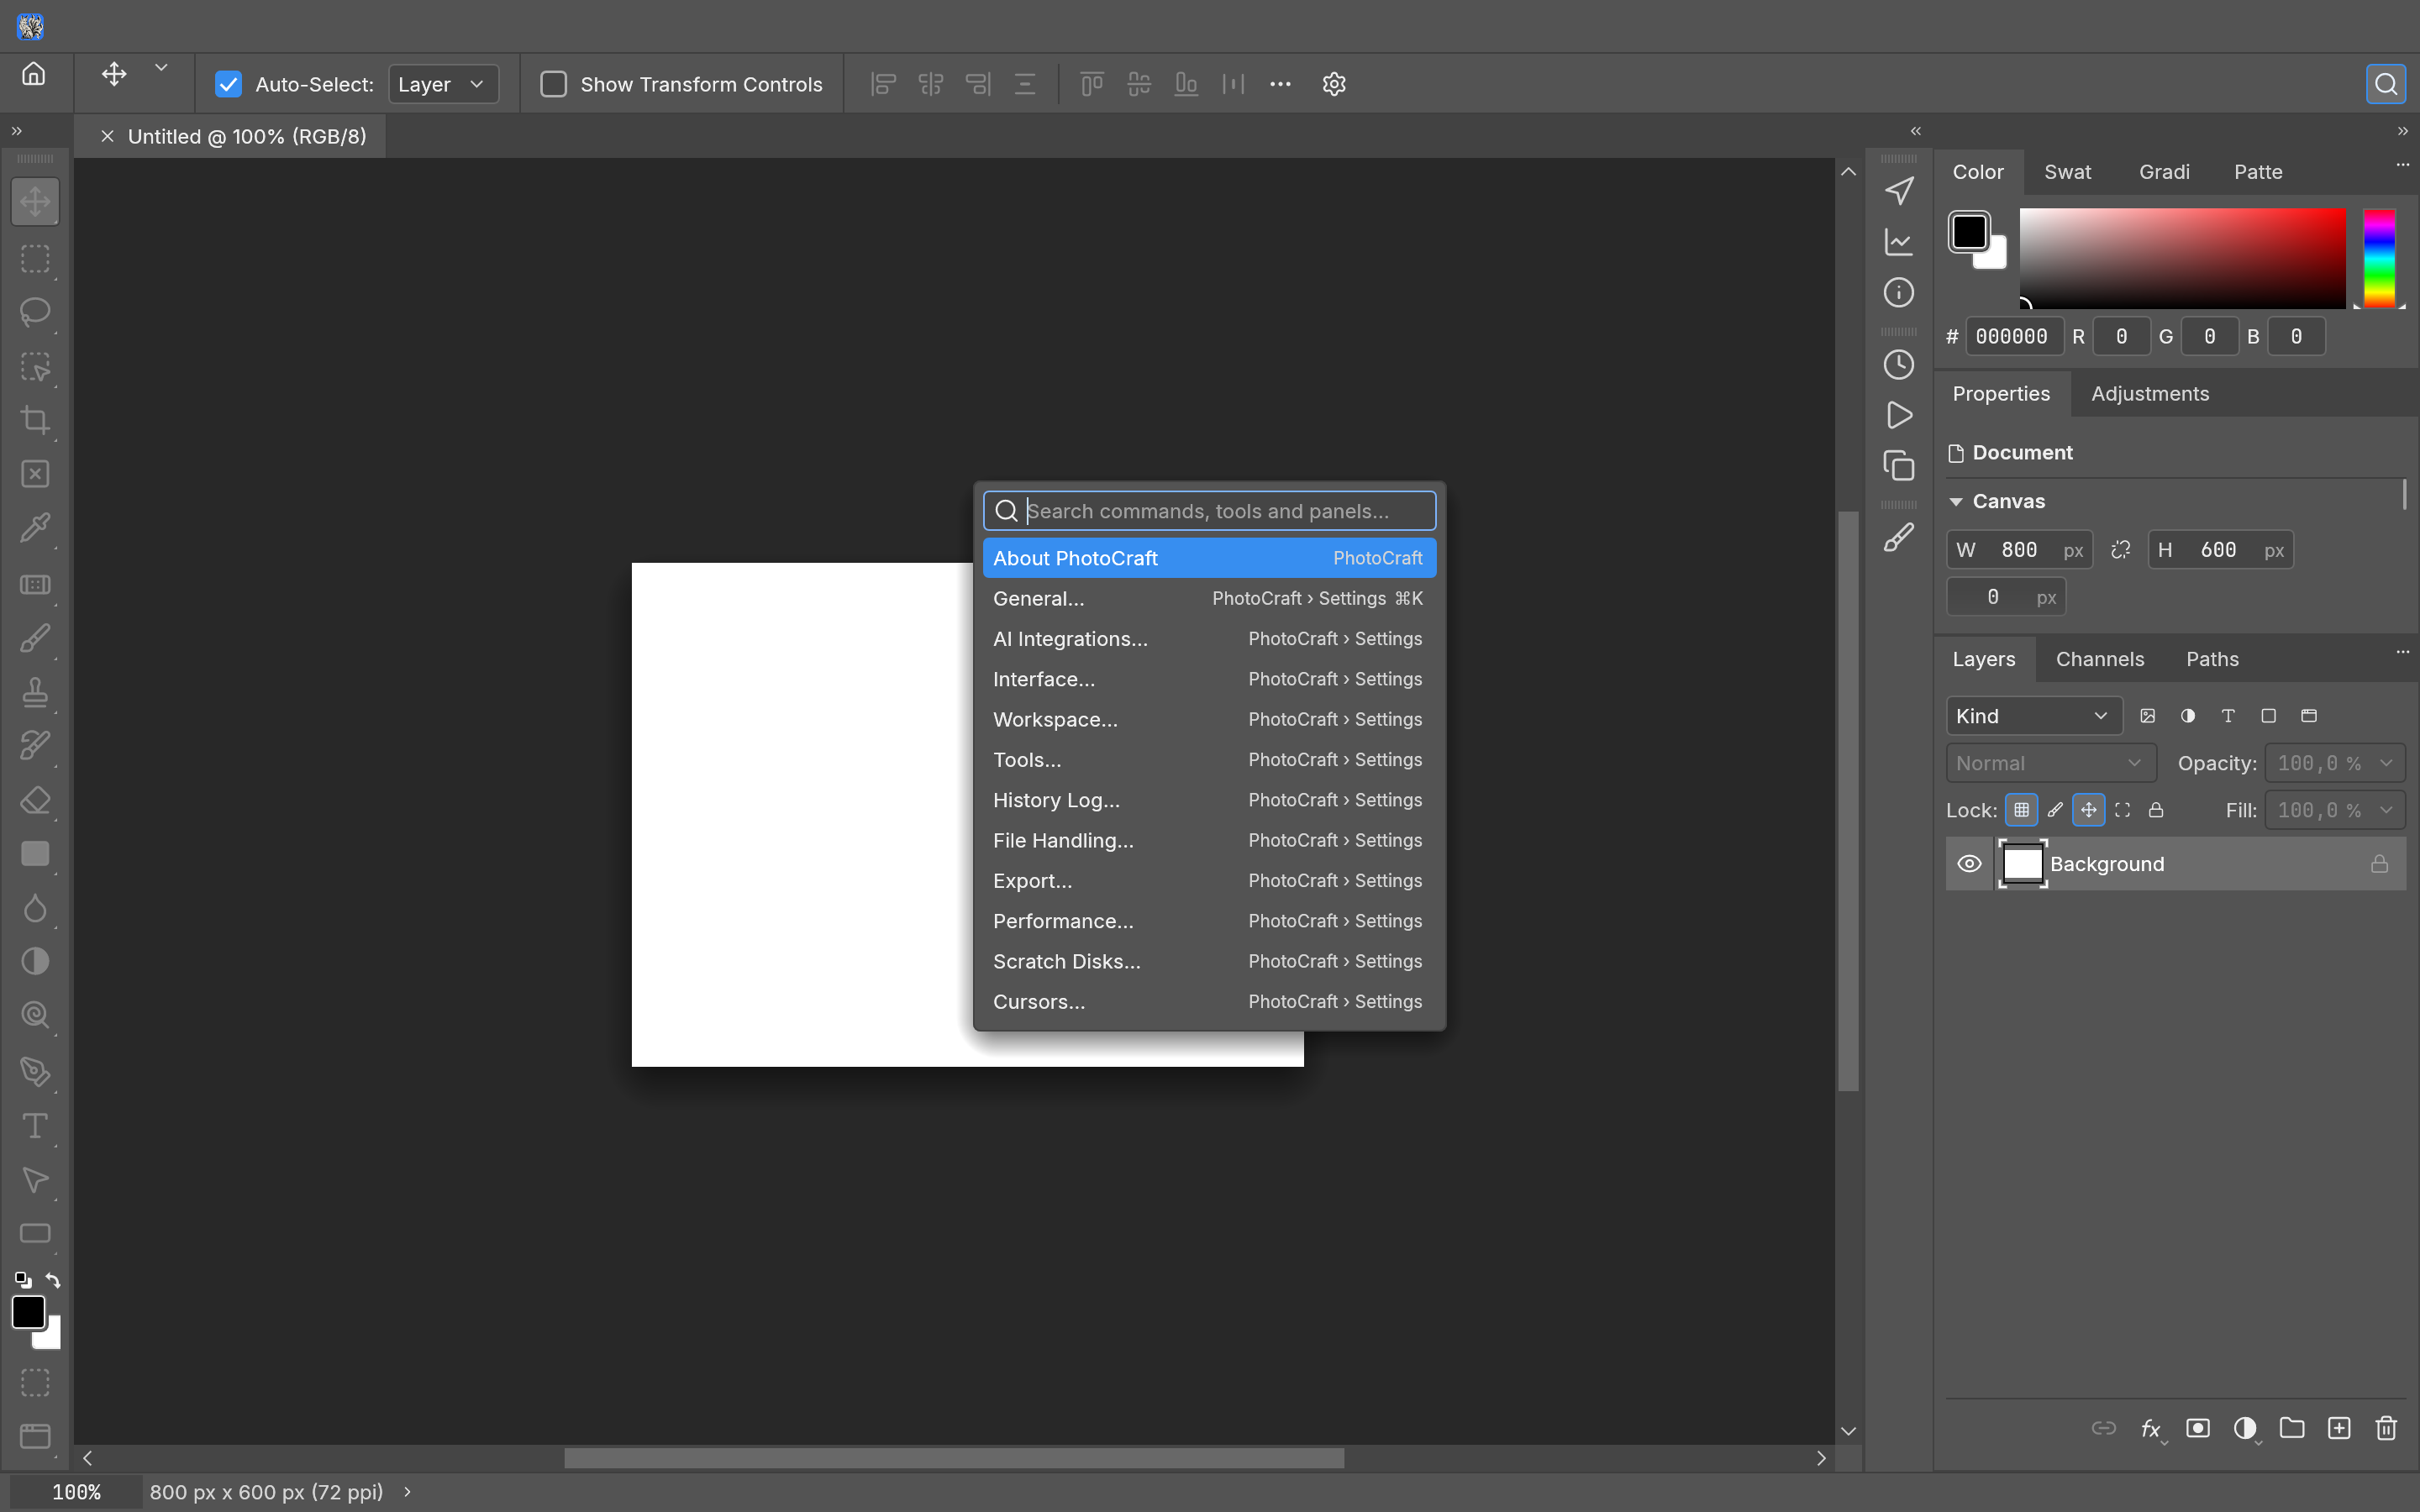 Auto-Select:
Layer
Show Transform Controls
Untitled @ 100% (RGB/8)
Color
Swat
Gradi
Patte
# 000000 R 0 G 0 B 0
Properties
Adjustments
Document
Canvas
W 800 px
H 600 px
0 px
Search commands, tools and panels...
About PhotoCraft PhotoCraft
General... PhotoCraft › Settings ⌘K
AI Integrations... PhotoCraft › Settings
Interface... PhotoCraft › Settings
Workspace... PhotoCraft › Settings
Tools... PhotoCraft › Settings
History Log... PhotoCraft › Settings
File Handling... PhotoCraft › Settings
Export... PhotoCraft › Settings
Performance... PhotoCraft › Settings
Scratch Disks... PhotoCraft › Settings
Cursors... PhotoCraft › Settings
Layers
Channels
Paths
Kind
Normal
Opacity: 100,0 %
Lock:
Fill: 100,0 %
Background
fx
100%
800 px x 600 px (72 ppi)